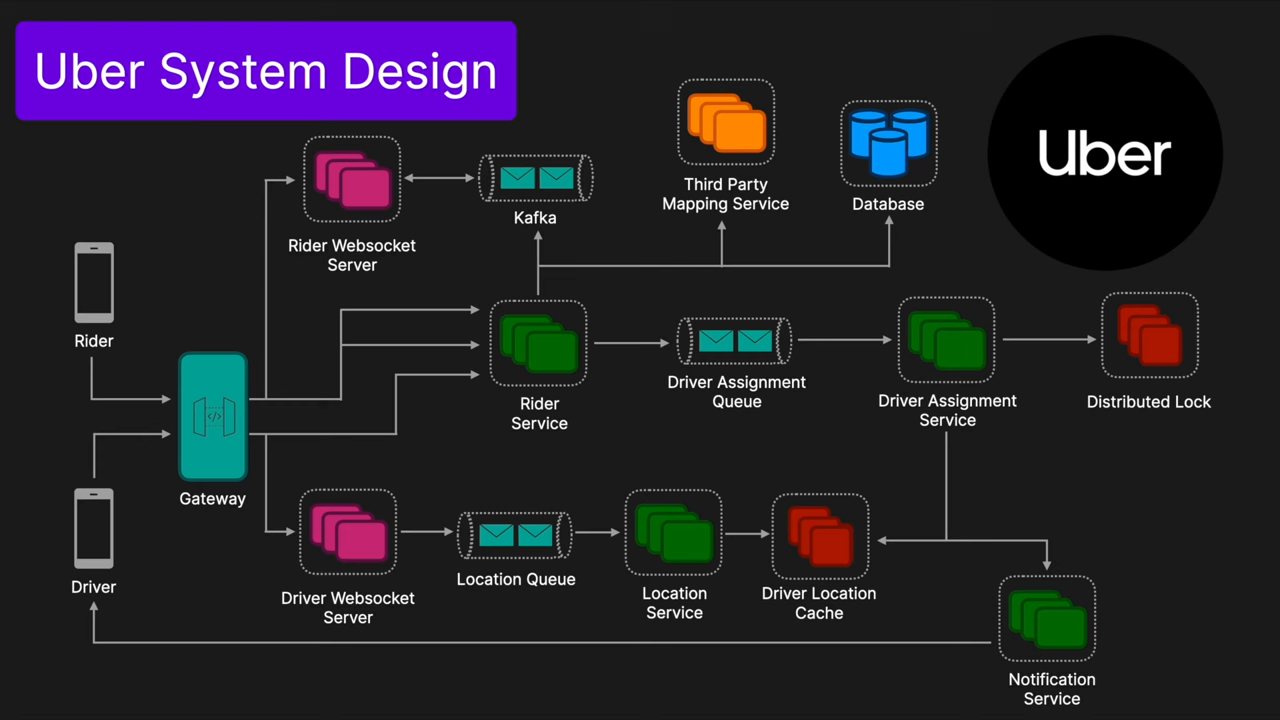 Uber System Design
Uber
Third Party
Mapping Service
Database
Kafka
Rider Websocket
Server
Rider
Rider
Service
Driver Assignment
Queue
Driver Assignment
Service
Distributed Lock
</>
Gateway
Driver
Driver Websocket
Server
Location Queue
Location
Service
Driver Location
Cache
Notification
Service